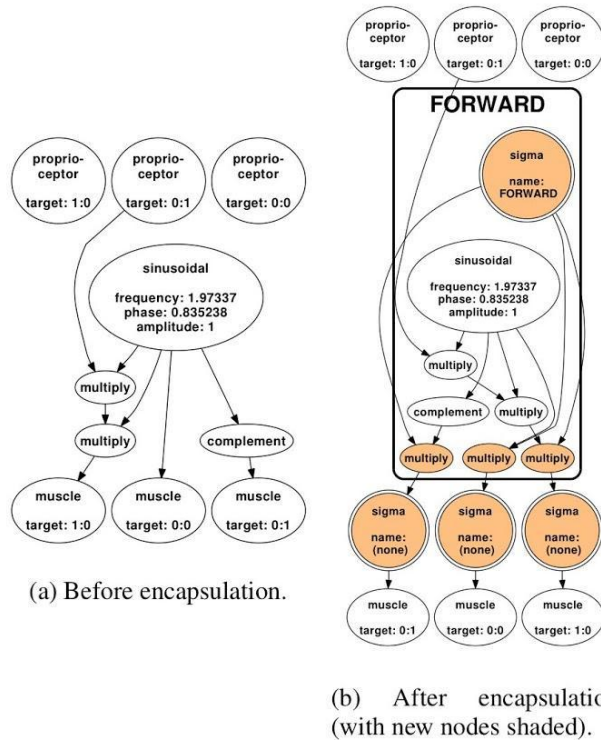 proprio-
ceptor
target: 1:0
proprio-
ceptor
target: 0:1
proprio-
ceptor
target: 0:0
sinusoidal
frequency: 1.97337
phase: 0.835238
amplitude: 1
multiply
multiply
complement
muscle
target: 1:0
muscle
target: 0:0
muscle
target: 0:1
(a) Before encapsulation.
proprio-
ceptor
target: 1:0
proprio-
ceptor
target: 0:1
proprio-
ceptor
target: 0:0
FORWARD
sigma
name:
FORWARD
sinusoidal
frequency: 1.97337
phase: 0.835238
amplitude: 1
multiply
complement
multiply
multiply
multiply
multiply
sigma
name:
(none)
sigma
name:
(none)
sigma
name:
(none)
muscle
target: 0:1
muscle
target: 0:0
muscle
target: 1:0
(b) After encapsulatio
(with new nodes shaded).